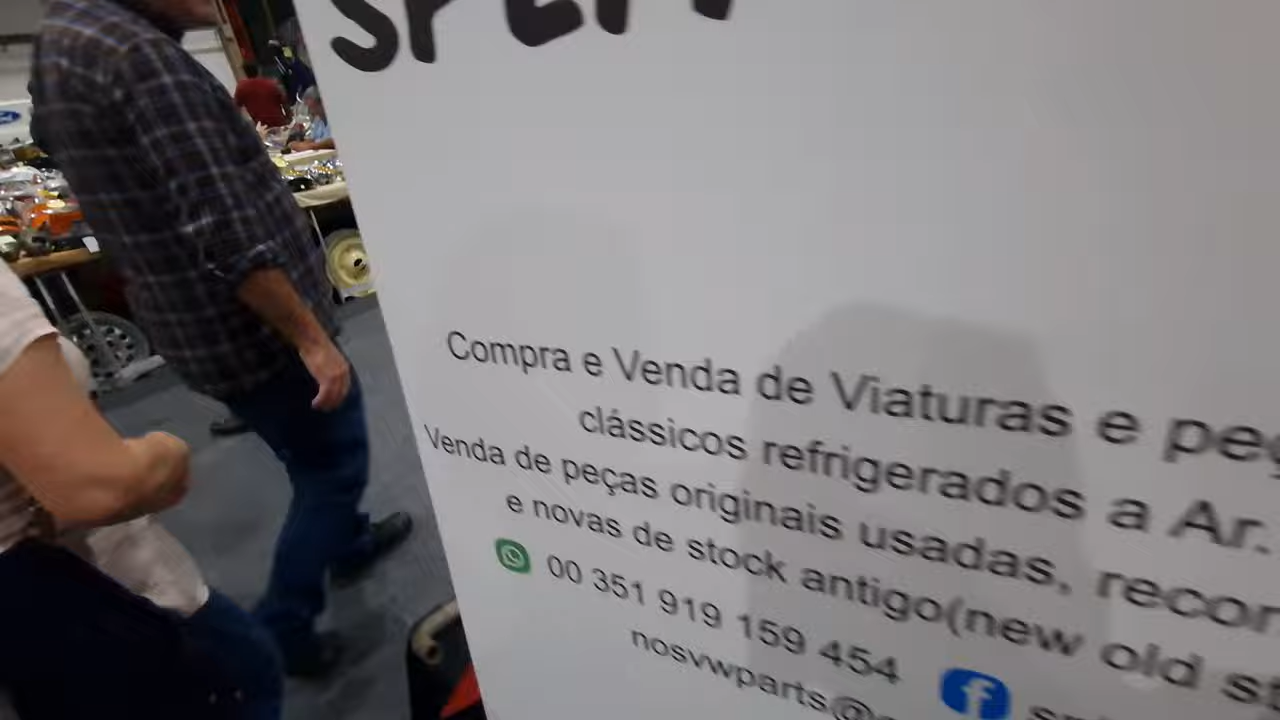 Compra e Venda de Viaturas e
clássicos refrigerados a Ar.
Venda de peças originais usadas,
e novas de stock antigo(new old
00 351 919 159 454
nosvwparts@